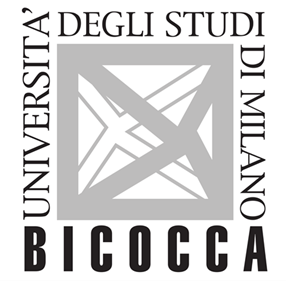 UNIVERSITA’
DEGLI STUDI
DI MILANO
BICOCCA